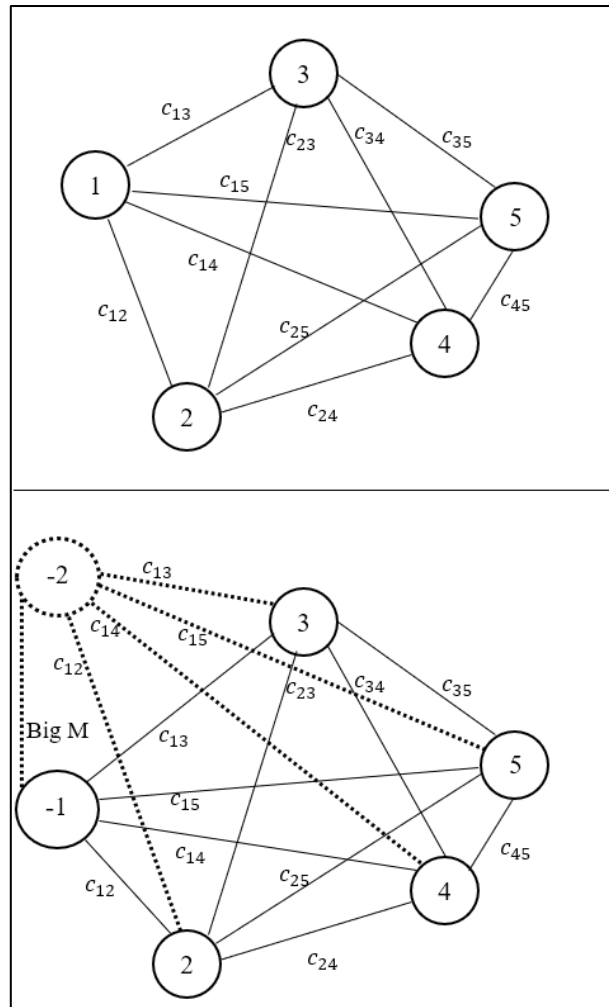 3
c₁₃
c₂₃
c₃₄
c₃₅
1
c₁₅
5
c₁₄
c₁₂
c₂₅
c₄₅
4
2
c₂₄
-2
c₁₃
c₁₄
c₁₅
3
c₁₂
c₂₃
c₃₄
c₃₅
Big M
c₁₃
5
-1
c₁₅
c₁₄
c₄₅
c₁₂
c₂₅
4
2
c₂₄